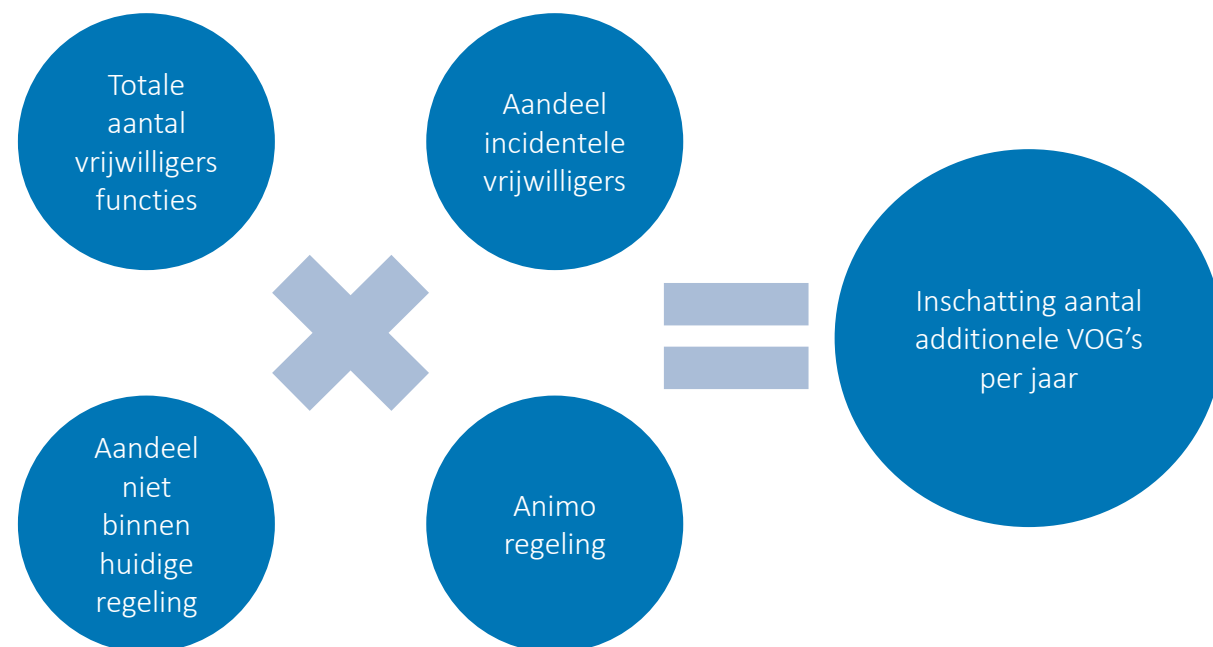 Totale
aantal
vrijwilligers
functies
Aandeel
incidentele
vrijwilligers
Aandeel
niet
binnen
huidige
regeling
Animo
regeling
Inschatting aantal
additionele VOG’s
per jaar